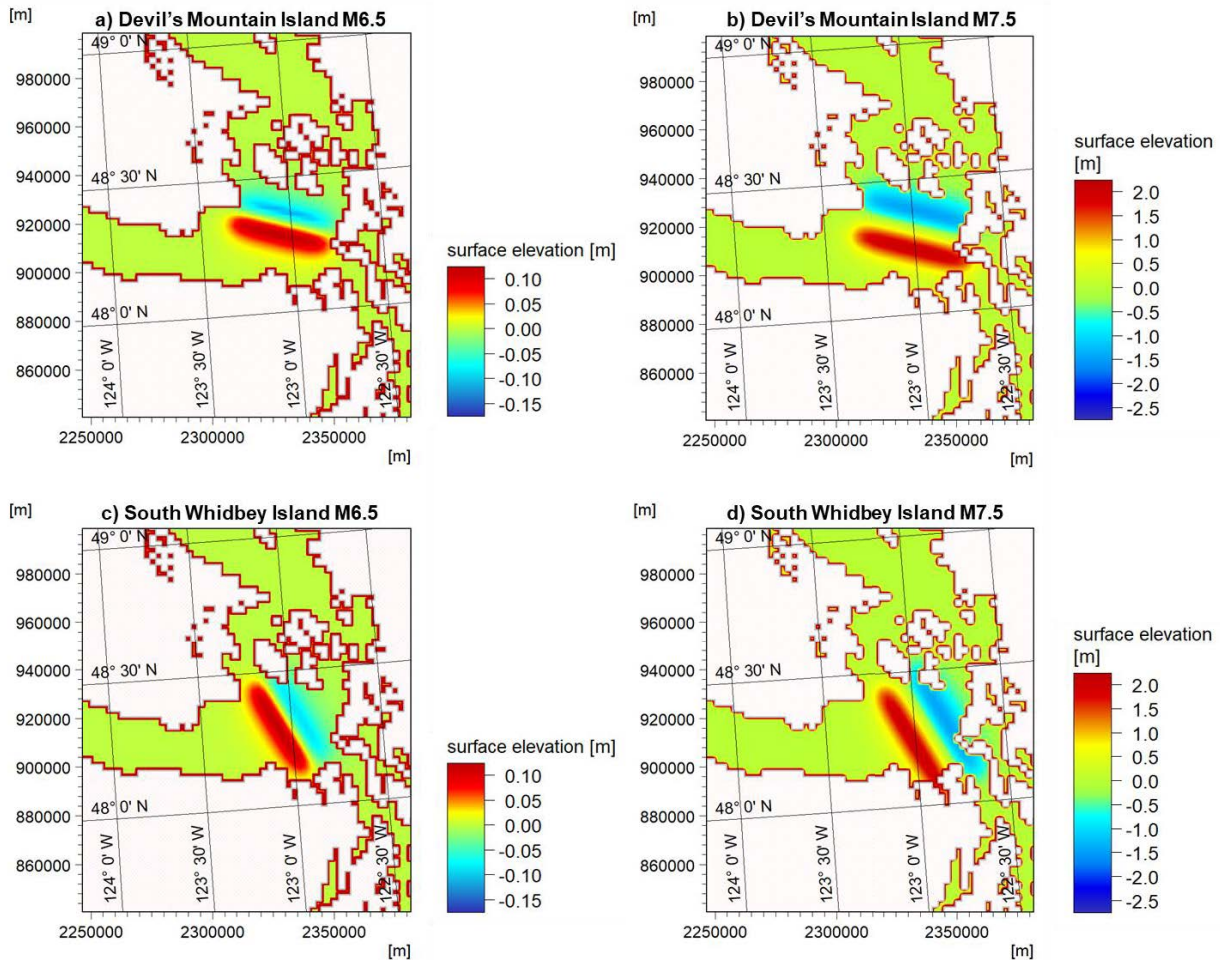 [m]
a) Devil's Mountain Island M6.5
49° 0' N
980000
960000
940000
48° 30' N
920000
900000
48° 0' N
880000
860000
124° 0' W
123° 30' W
123° 0' W
122° 30' W
2250000 2300000 2350000
[m]
surface elevation [m]
0.10
0.05
0.00
-0.05
-0.10
-0.15
[m]
b) Devil's Mountain Island M7.5
49° 0' N
980000
960000
940000
48° 30' N
920000
900000
48° 0' N
880000
860000
124° 0' W
123° 30' W
123° 0' W
122° 30' W
2250000 2300000 2350000
[m]
surface elevation
[m]
2.0
1.5
1.0
0.5
0.0
-0.5
-1.0
-1.5
-2.0
-2.5
[m]
c) South Whidbey Island M6.5
49° 0' N
980000
960000
940000
48° 30' N
920000
900000
48° 0' N
880000
860000
124° 0' W
123° 30' W
123° 0' W
122° 30' W
2250000 2300000 2350000
[m]
surface elevation [m]
0.10
0.05
0.00
-0.05
-0.10
-0.15
[m]
d) South Whidbey Island M7.5
49° 0' N
980000
960000
940000
48° 30' N
920000
900000
48° 0' N
880000
860000
124° 0' W
123° 30' W
123° 0' W
122° 30' W
2250000 2300000 2350000
[m]
surface elevation
[m]
2.0
1.5
1.0
0.5
0.0
-0.5
-1.0
-1.5
-2.0
-2.5